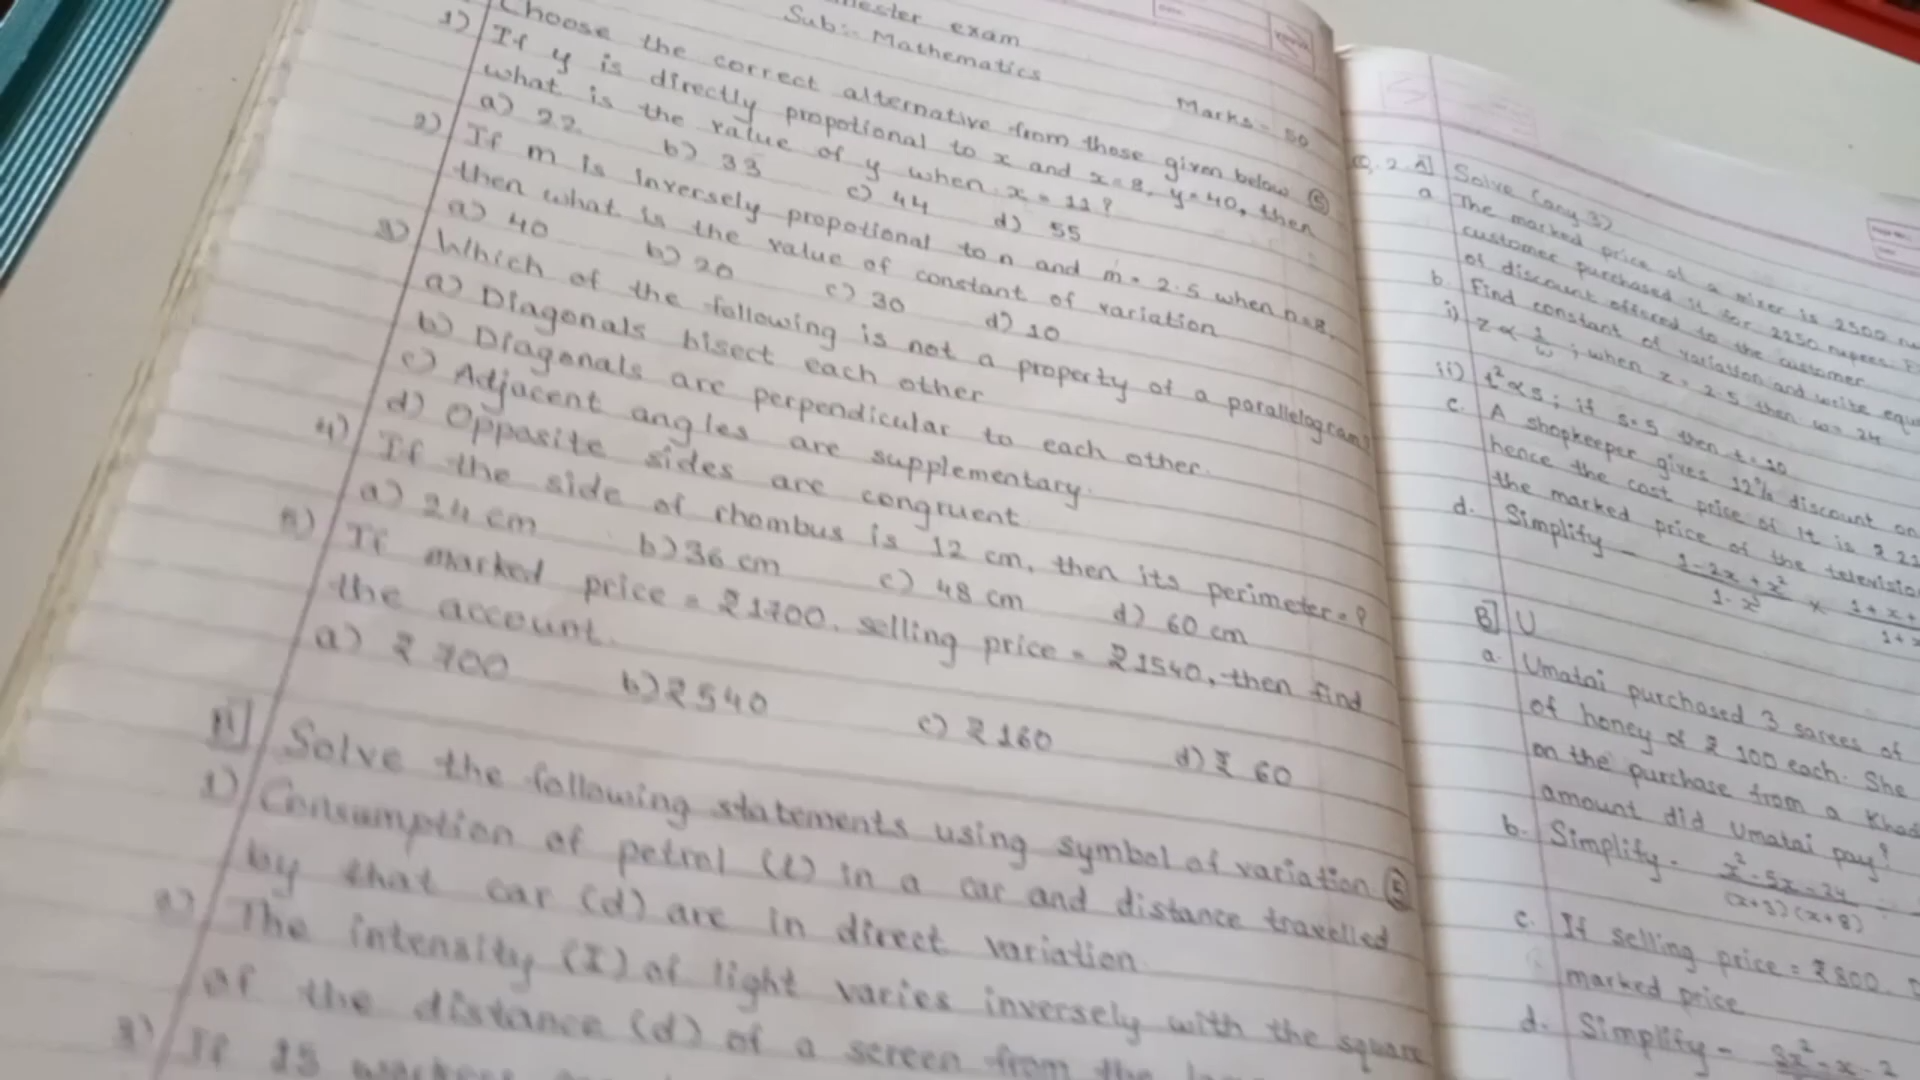 mester exam
Sub:- Mathematics
Marks = 50
Choose the correct alternative from those given below (5)
1) If y is directly propotional to x and x=8, y=40, then
what is the value of y when x = 11?
a) 22 b) 33 c) 44 d) 55
2) If m is inversely propotional to n and m = 2.5 when n=8,
then what is the value of constant of variation
a) 40 b) 20 c) 30 d) 10
3) Which of the following is not a property of a parallelogram?
a) Diagonals bisect each other
b) Diagonals are perpendicular to each other.
c) Adjacent angles are supplementary.
d) Opposite sides are congruent
4) If the side of rhombus is 12 cm, then its perimeter = ?
a) 24 cm b) 36 cm c) 48 cm d) 60 cm
5) If marked price = ₹1700, selling price = ₹1540, then find
the account.
a) ₹ 700 b) ₹540 c) ₹160 d) ₹ 60
Solve the following statements using symbol of variation (5)
1) Consumption of petrol (l) in a car and distance travelled
by that car (d) are in direct variation.
2) The intensity (I) of light varies inversely with the square
of the distance (d) of a screen from the
3) If 15 workers
Q. 2. A] Solve (any 3)
a The marked price of a mixer is 2500
customer purchased it for 2250 rupees.
of discount offered to the customer
b. Find constant of variation and write
i) z ∝ 1/w ; when z = 2.5 then w = 24
ii) t² ∝ s ; if s=5 then t=10
c. A shopkeeper gives 12% discount on
hence the cost price of it is ₹
the marked price of the
d. Simplify - 1-2x+x²/1-x³ × 1+x+
B] U
a. Umatai purchased 3 sarees of
of honey of ₹ 100 each. She
on the purchase from a
amount did Umatai pay?
b. Simplify - x²-5x-24/(x+3)(x+8)
c. If selling price = ₹800,
marked price
d. Simplify - 3x²-x-2